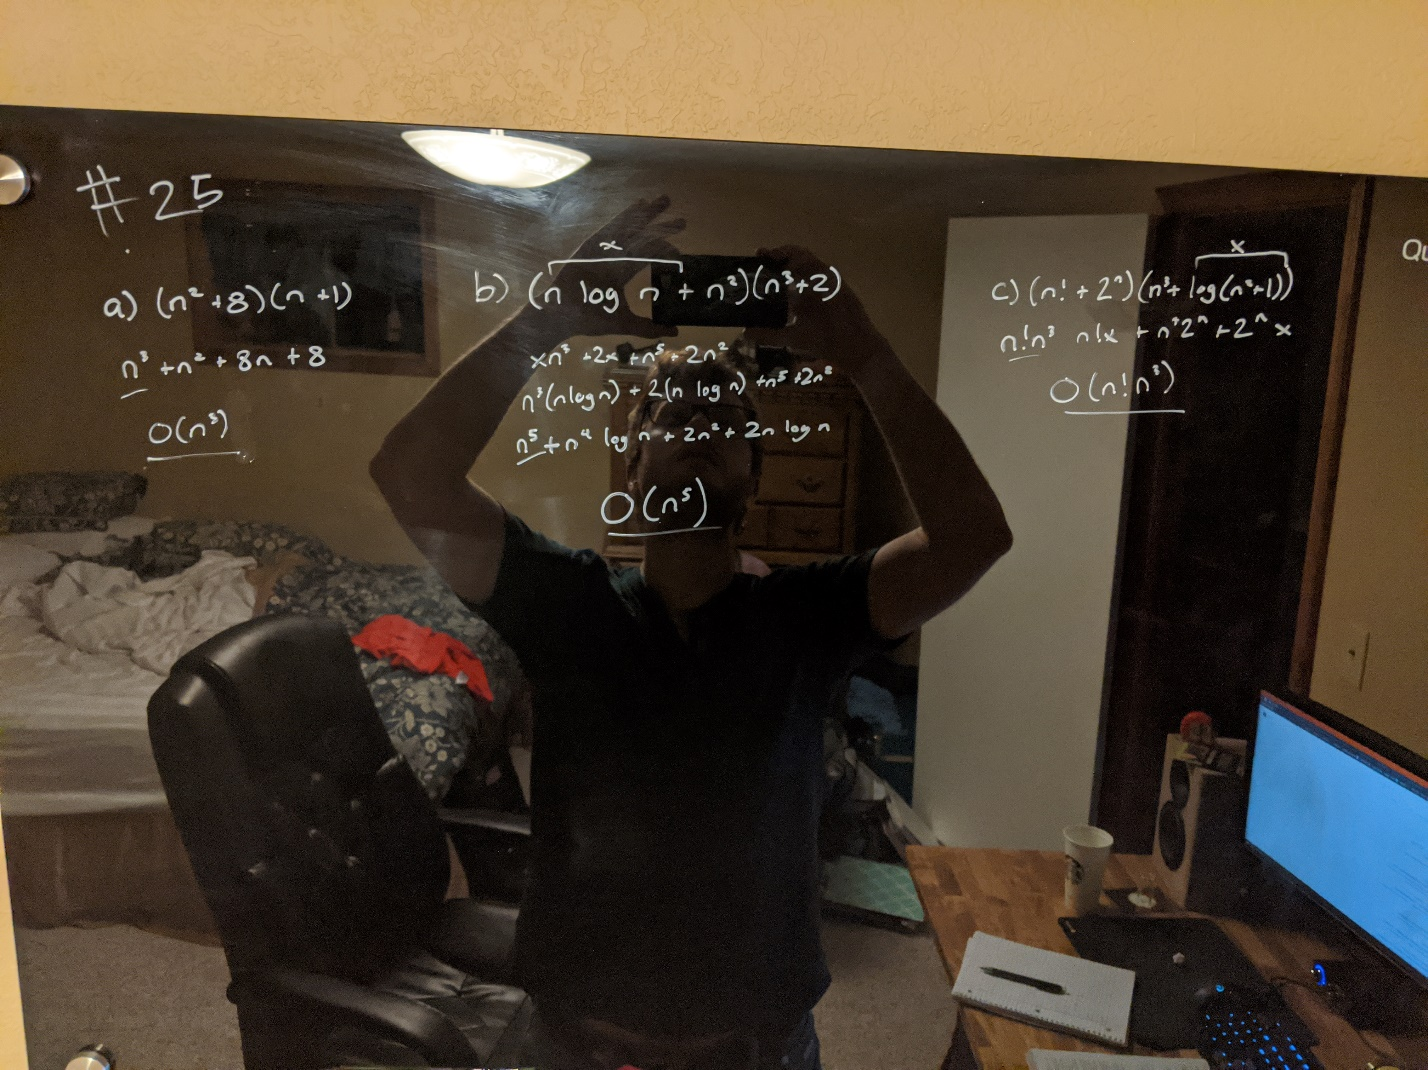 #25
a) (n²+8)(n+1)
n³+n²+8n+8
O(n³)
x
b) (n log n + n²)(n³+2)
xn³+2x+n⁵+2n²
n³(nlogn)+2(n log n)+n⁵+2n²
n⁵+n⁴ log n+2n²+2n log n
O(n⁵)
x
c) (n!+2ⁿ)(n³+log(n²+1))
n!n³ n!x + n³2ⁿ+2ⁿx
O(n!n³)
Qu